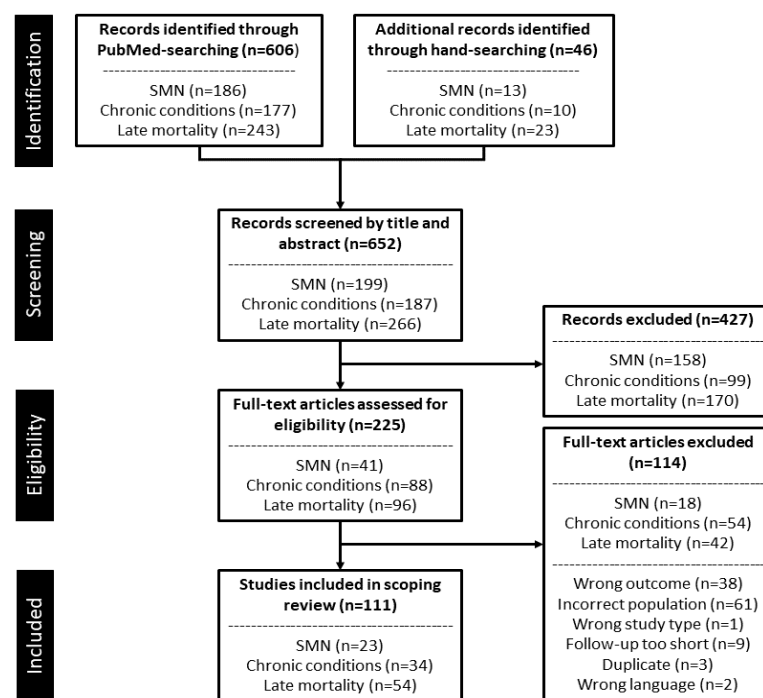 Identification
Records identified through
PubMed-searching (n=606)
------------------------------------
SMN (n=186)
Chronic conditions (n=177)
Late mortality (n=243)
Additional records identified
through hand-searching (n=46)
------------------------------------
SMN (n=13)
Chronic conditions (n=10)
Late mortality (n=23)
Screening
Records screened by title and
abstract (n=652)
------------------------------------
SMN (n=199)
Chronic conditions (n=187)
Late mortality (n=266)
Records excluded (n=427)
------------------------------------
SMN (n=158)
Chronic conditions (n=99)
Late mortality (n=170)
Eligibility
Full-text articles assessed for
eligibility (n=225)
------------------------------------
SMN (n=41)
Chronic conditions (n=88)
Late mortality (n=96)
Full-text articles excluded
(n=114)
------------------------------------
SMN (n=18)
Chronic conditions (n=54)
Late mortality (n=42)
------------------------------------
Wrong outcome (n=38)
Incorrect population (n=61)
Wrong study type (n=1)
Follow-up too short (n=9)
Duplicate (n=3)
Wrong language (n=2)
Included
Studies included in scoping
review (n=111)
------------------------------------
SMN (n=23)
Chronic conditions (n=34)
Late mortality (n=54)